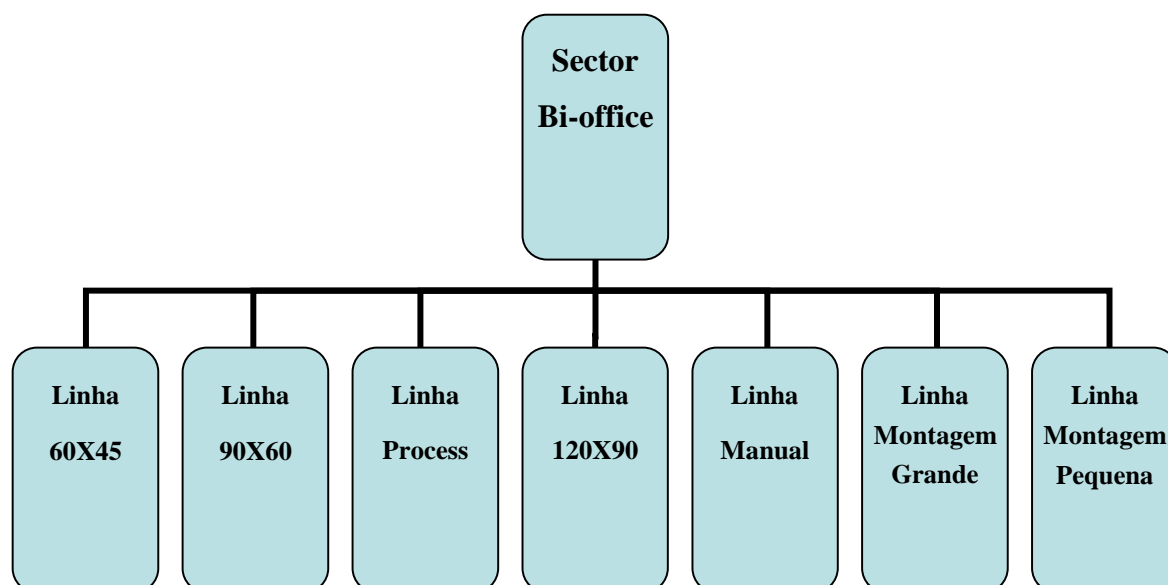 Sector
Bi-office
Linha
60X45
Linha
90X60
Linha
Process
Linha
120X90
Linha
Manual
Linha
Montagem
Grande
Linha
Montagem
Pequena